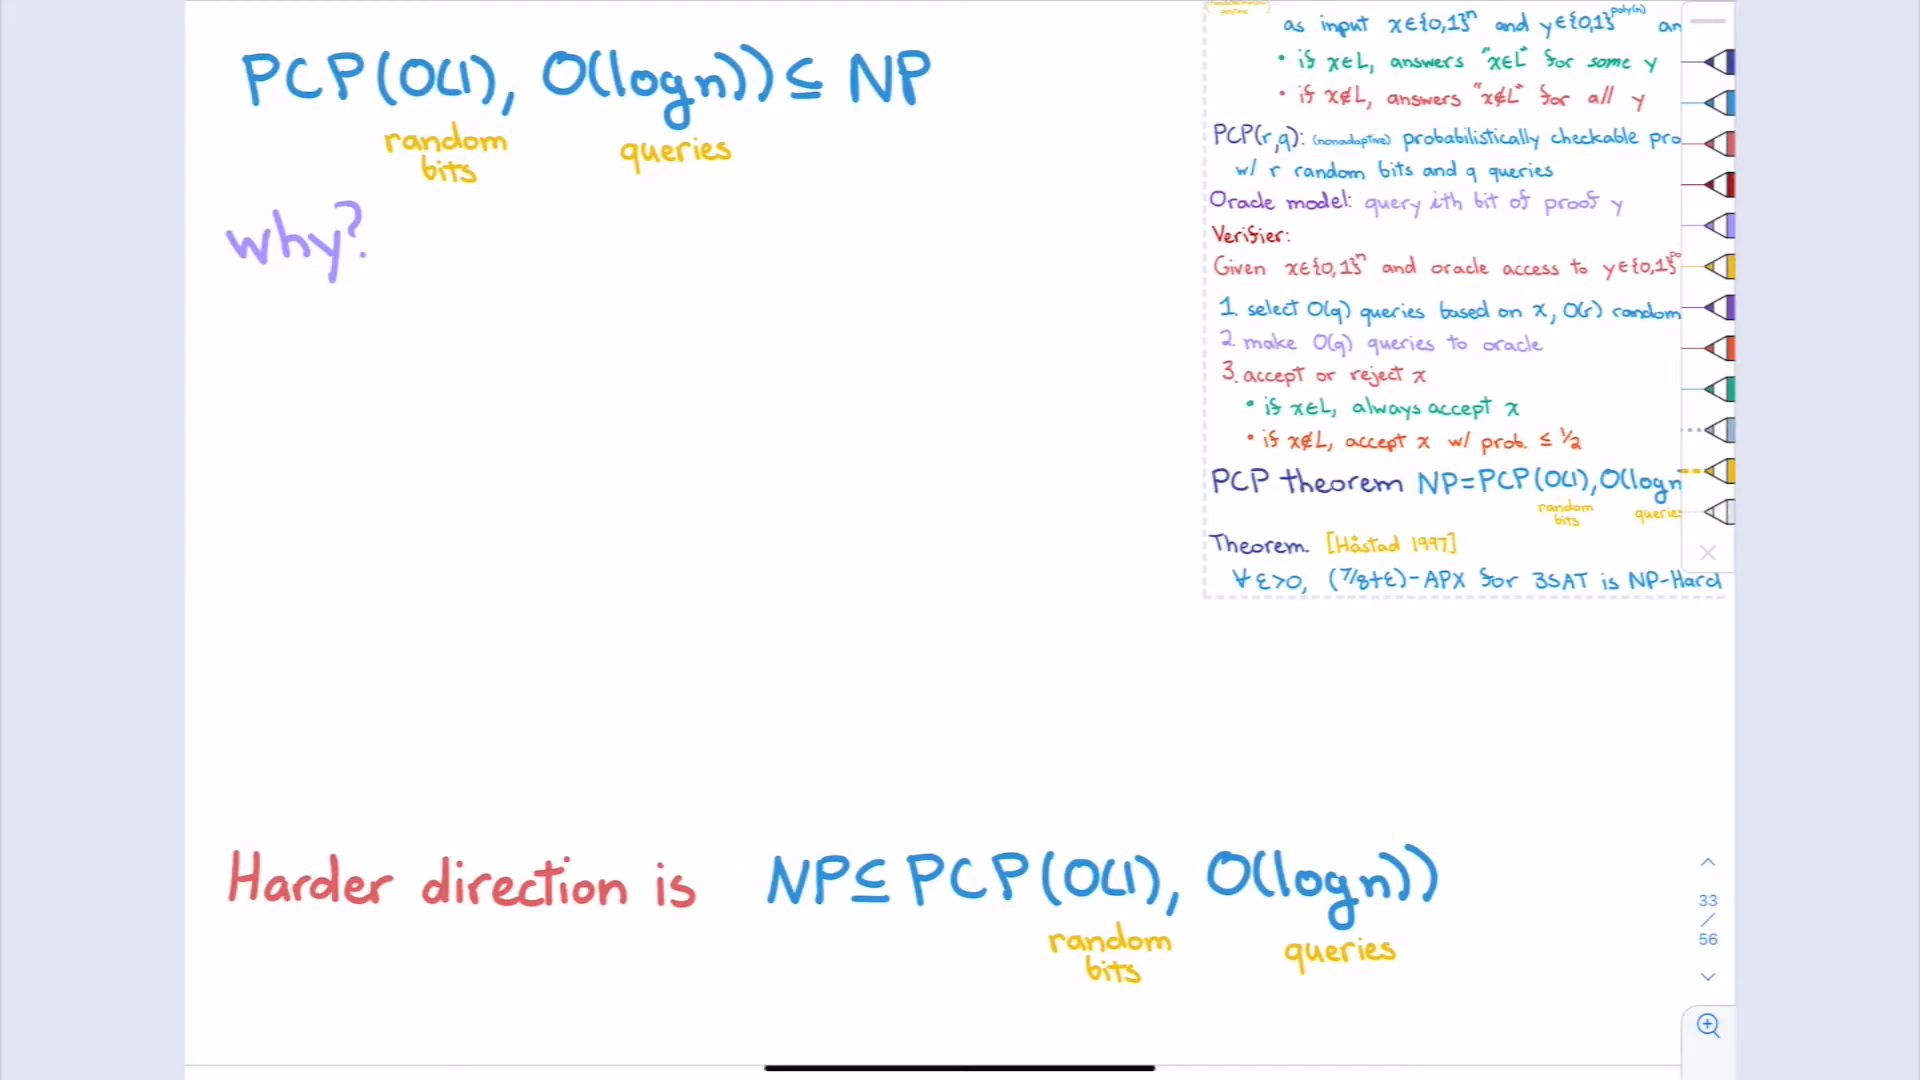 PCP(O(1), O(logn)) ⊆ NP
random bits
queries
why?
Harder direction is NP ⊆ PCP(O(1), O(logn))
random bits
queries
as input x∈{0,1}ⁿ and y∈{0,1}^poly(n) an
• if x∈L, answers "x∈L" for some y
• if x∉L, answers "x∉L" for all y
PCP(r,q): (nonadaptive) probabilistically checkable pro
w/ r random bits and q queries
Oracle model: query ith bit of proof y
Verifier:
Given x∈{0,1}ⁿ and oracle access to y∈{0,1}^po
1. select O(q) queries based on x, O(r) random
2. make O(q) queries to oracle
3. accept or reject x
• if x∈L, always accept x
• if x∉L, accept x w/ prob. ≤ 1/2
PCP theorem NP=PCP(O(1),O(logn
random bits
queries
Theorem. [Håstad 1997]
∀ε>0, (7/8+ε)-APX for 3SAT is NP-Hard
33
/
56